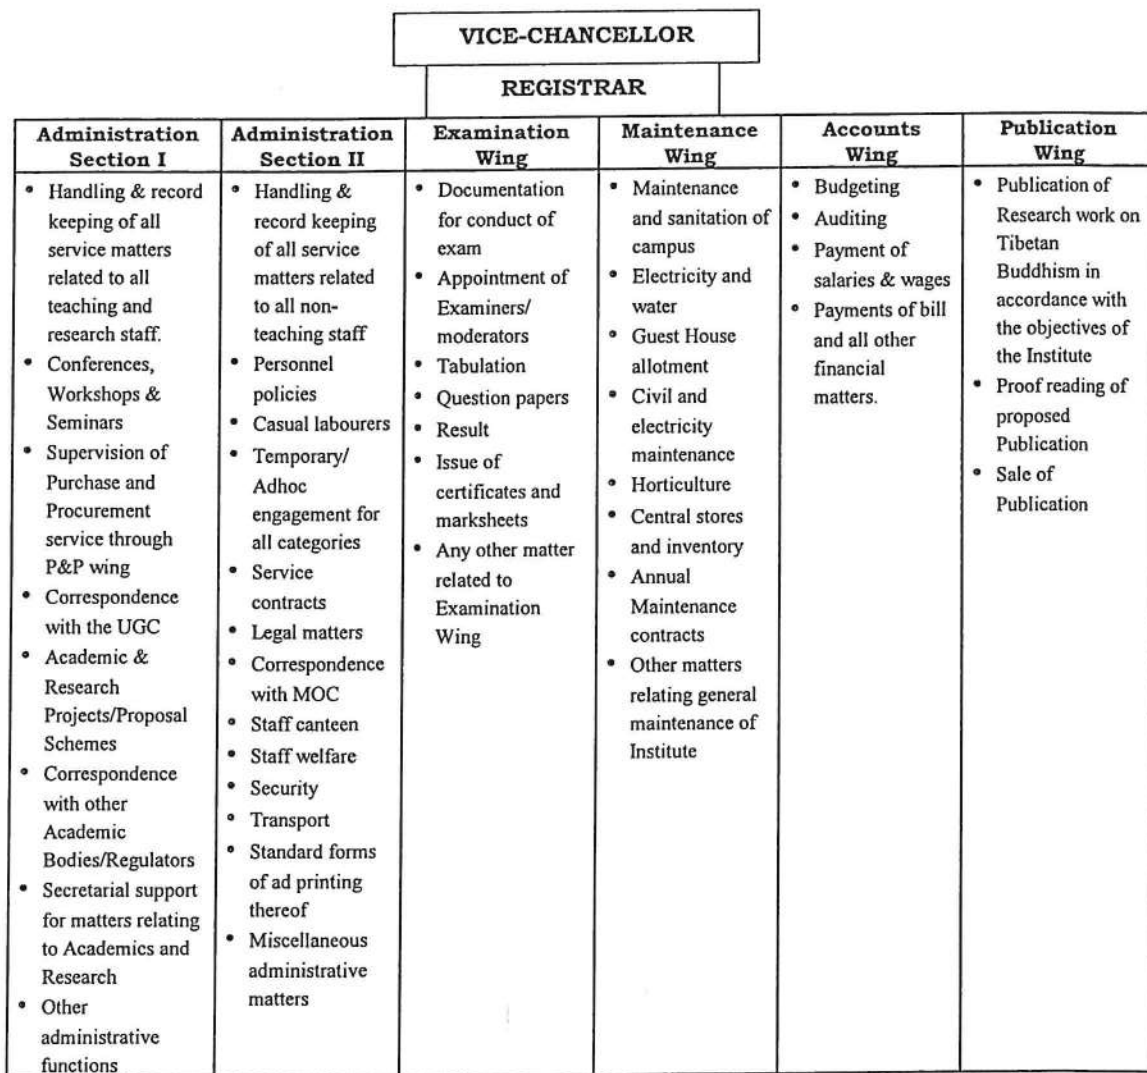 VICE-CHANCELLOR
REGISTRAR
Administration
Section I
• Handling & record
keeping of all
service matters
related to all
teaching and
research staff.
• Conferences,
Workshops &
Seminars
• Supervision of
Purchase and
Procurement
service through
P&P wing
• Correspondence
with the UGC
• Academic &
Research
Projects/Proposal
Schemes
• Correspondence
with other
Academic
Bodies/Regulators
• Secretarial support
for matters relating
to Academics and
Research
• Other
administrative
functions
Administration
Section II
• Handling &
record keeping
of all service
matters related
to all non-
teaching staff
• Personnel
policies
• Casual labourers
• Temporary/
Adhoc
engagement for
all categories
• Service
contracts
• Legal matters
• Correspondence
with MOC
• Staff canteen
• Staff welfare
• Security
• Transport
• Standard forms
of ad printing
thereof
• Miscellaneous
administrative
matters
Examination
Wing
• Documentation
for conduct of
exam
• Appointment of
Examiners/
moderators
• Tabulation
• Question papers
• Result
• Issue of
certificates and
marksheets
• Any other matter
related to
Examination
Wing
Maintenance
Wing
• Maintenance
and sanitation of
campus
• Electricity and
water
• Guest House
allotment
• Civil and
electricity
maintenance
• Horticulture
• Central stores
and inventory
• Annual
Maintenance
contracts
• Other matters
relating general
maintenance of
Institute
Accounts
Wing
• Budgeting
• Auditing
• Payment of
salaries & wages
• Payments of bill
and all other
financial
matters.
Publication
Wing
• Publication of
Research work on
Tibetan
Buddhism in
accordance with
the objectives of
the Institute
• Proof reading of
proposed
Publication
• Sale of
Publication